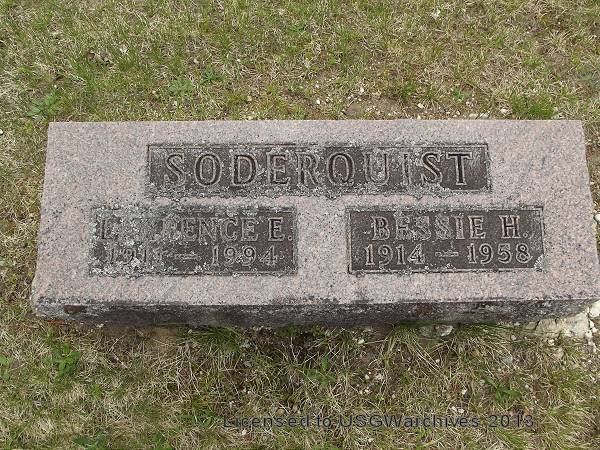 SODERQUIST
E.
1994
BESSIE H.
1914 — 1958
Licensed to USGWarchives 2013